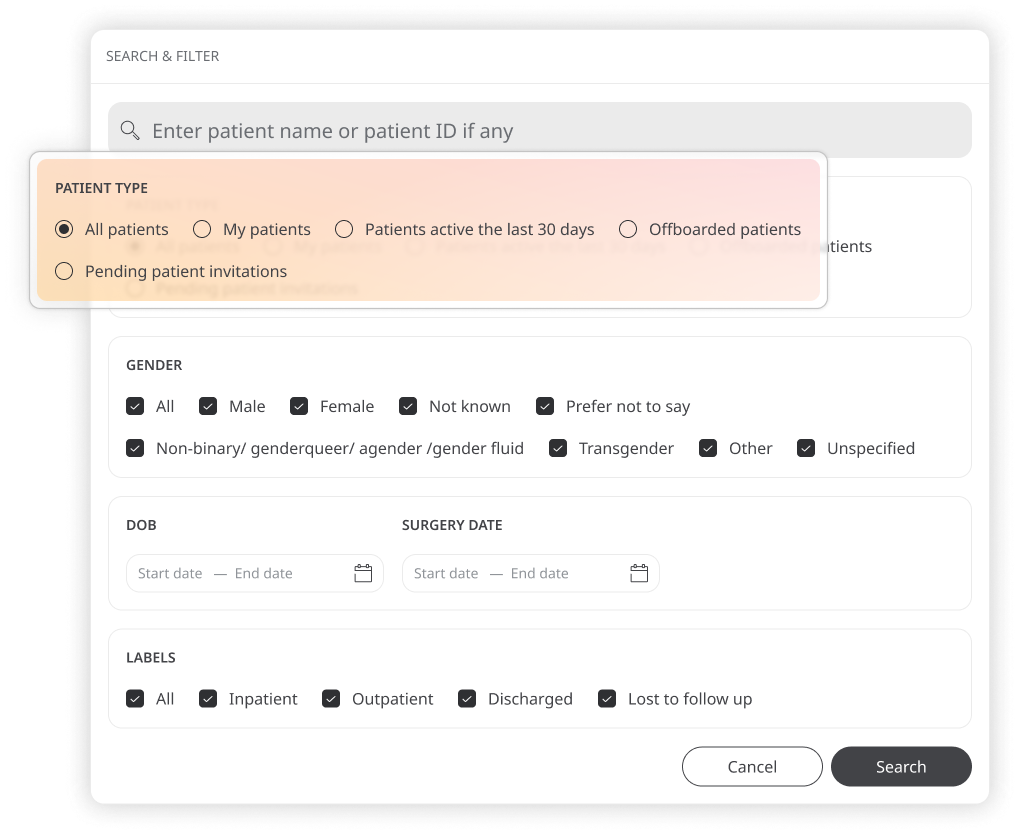 SEARCH & FILTER
Enter patient name or patient ID if any
PATIENT TYPE
All patients My patients Patients active the last 30 days Offboarded patients
Pending patient invitations
GENDER
All Male Female Not known Prefer not to say
Non-binary/ genderqueer/ agender /gender fluid Transgender Other Unspecified
DOB SURGERY DATE
Start date — End date Start date — End date
LABELS
All Inpatient Outpatient Discharged Lost to follow up
Cancel Search